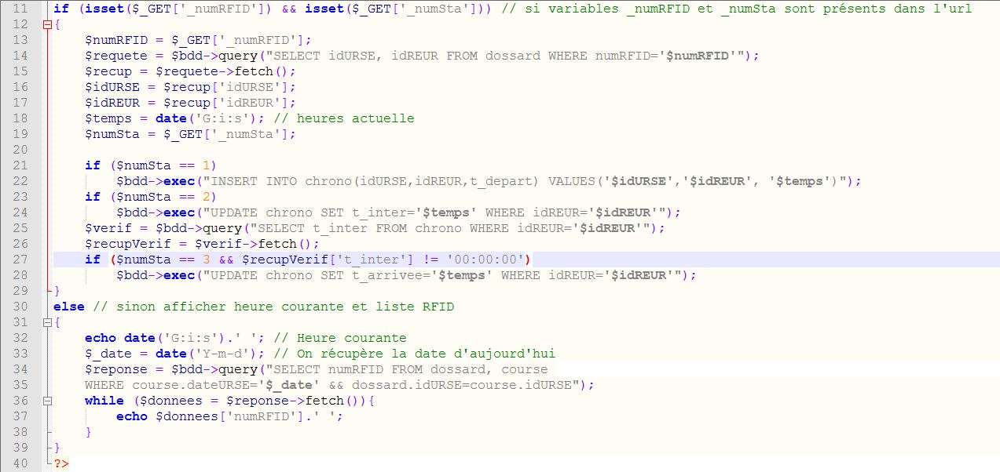 11 if (isset($_GET['_numRFID']) && isset($_GET['_numSta'])) // si variables _numRFID et _numSta sont présents dans l'url
12 {
13 $numRFID = $_GET['_numRFID'];
14 $requete = $bdd->query("SELECT idURSE, idREUR FROM dossard WHERE numRFID='$numRFID'");
15 $recup = $requete->fetch();
16 $idURSE = $recup['idURSE'];
17 $idREUR = $recup['idREUR'];
18 $temps = date('G:i:s'); // heures actuelle
19 $numSta = $_GET['_numSta'];
20
21 if ($numSta == 1)
22 $bdd->exec("INSERT INTO chrono(idURSE,idREUR,t_depart) VALUES('$idURSE','$idREUR', '$temps')");
23 if ($numSta == 2)
24 $bdd->exec("UPDATE chrono SET t_inter='$temps' WHERE idREUR='$idREUR'");
25 $verif = $bdd->query("SELECT t_inter FROM chrono WHERE idREUR='$idREUR'");
26 $recupVerif = $verif->fetch();
27 if ($numSta == 3 && $recupVerif['t_inter'] != '00:00:00')
28 $bdd->exec("UPDATE chrono SET t_arrivee='$temps' WHERE idREUR='$idREUR'");
29 }
30 else // sinon afficher heure courante et liste RFID
31 {
32 echo date('G:i:s').' '; // Heure courante
33 $_date = date('Y-m-d'); // On récupère la date d'aujourd'hui
34 $reponse = $bdd->query("SELECT numRFID FROM dossard, course
35 WHERE course.dateURSE='$_date' && dossard.idURSE=course.idURSE");
36 while ($donnees = $reponse->fetch()){
37 echo $donnees['numRFID'].' ';
38 }
39 }
40 ?>